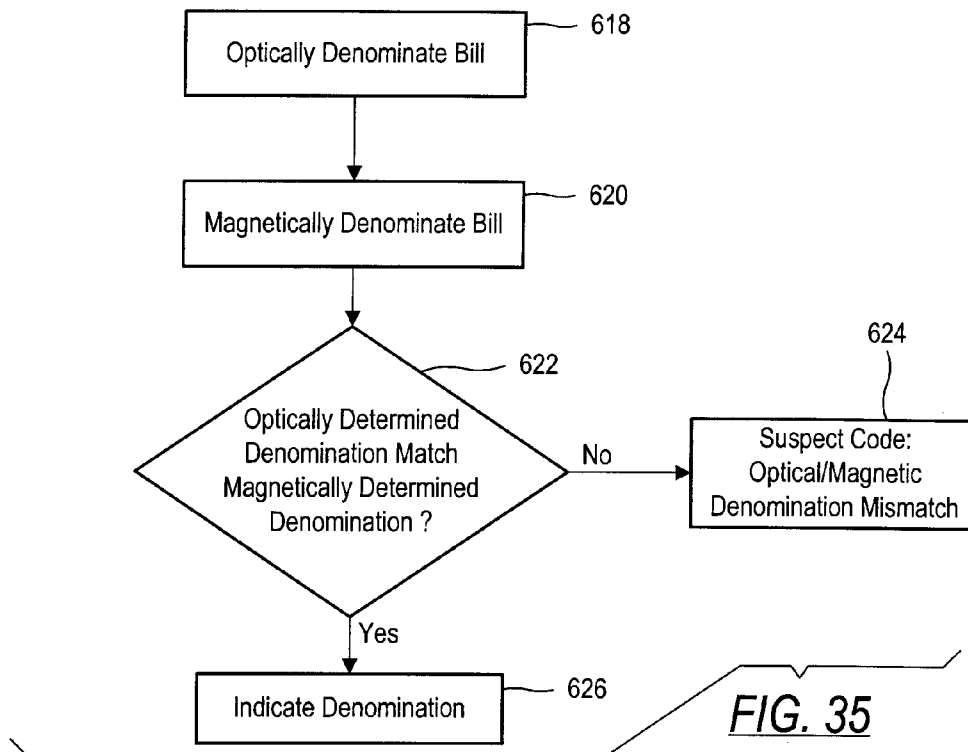 618
Optically Denominate Bill
620
Magnetically Denominate Bill
622
Optically Determined
Denomination Match
Magnetically Determined
Denomination ?
No
624
Suspect Code:
Optical/Magnetic
Denomination Mismatch
Yes
626
Indicate Denomination
FIG. 35